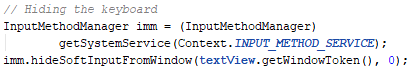 // Hiding the keyboard
InputMethodManager imm = (InputMethodManager)
getSystemService(Context.INPUT_METHOD_SERVICE);
imm.hideSoftInputFromWindow(textView.getWindowToken(), 0);